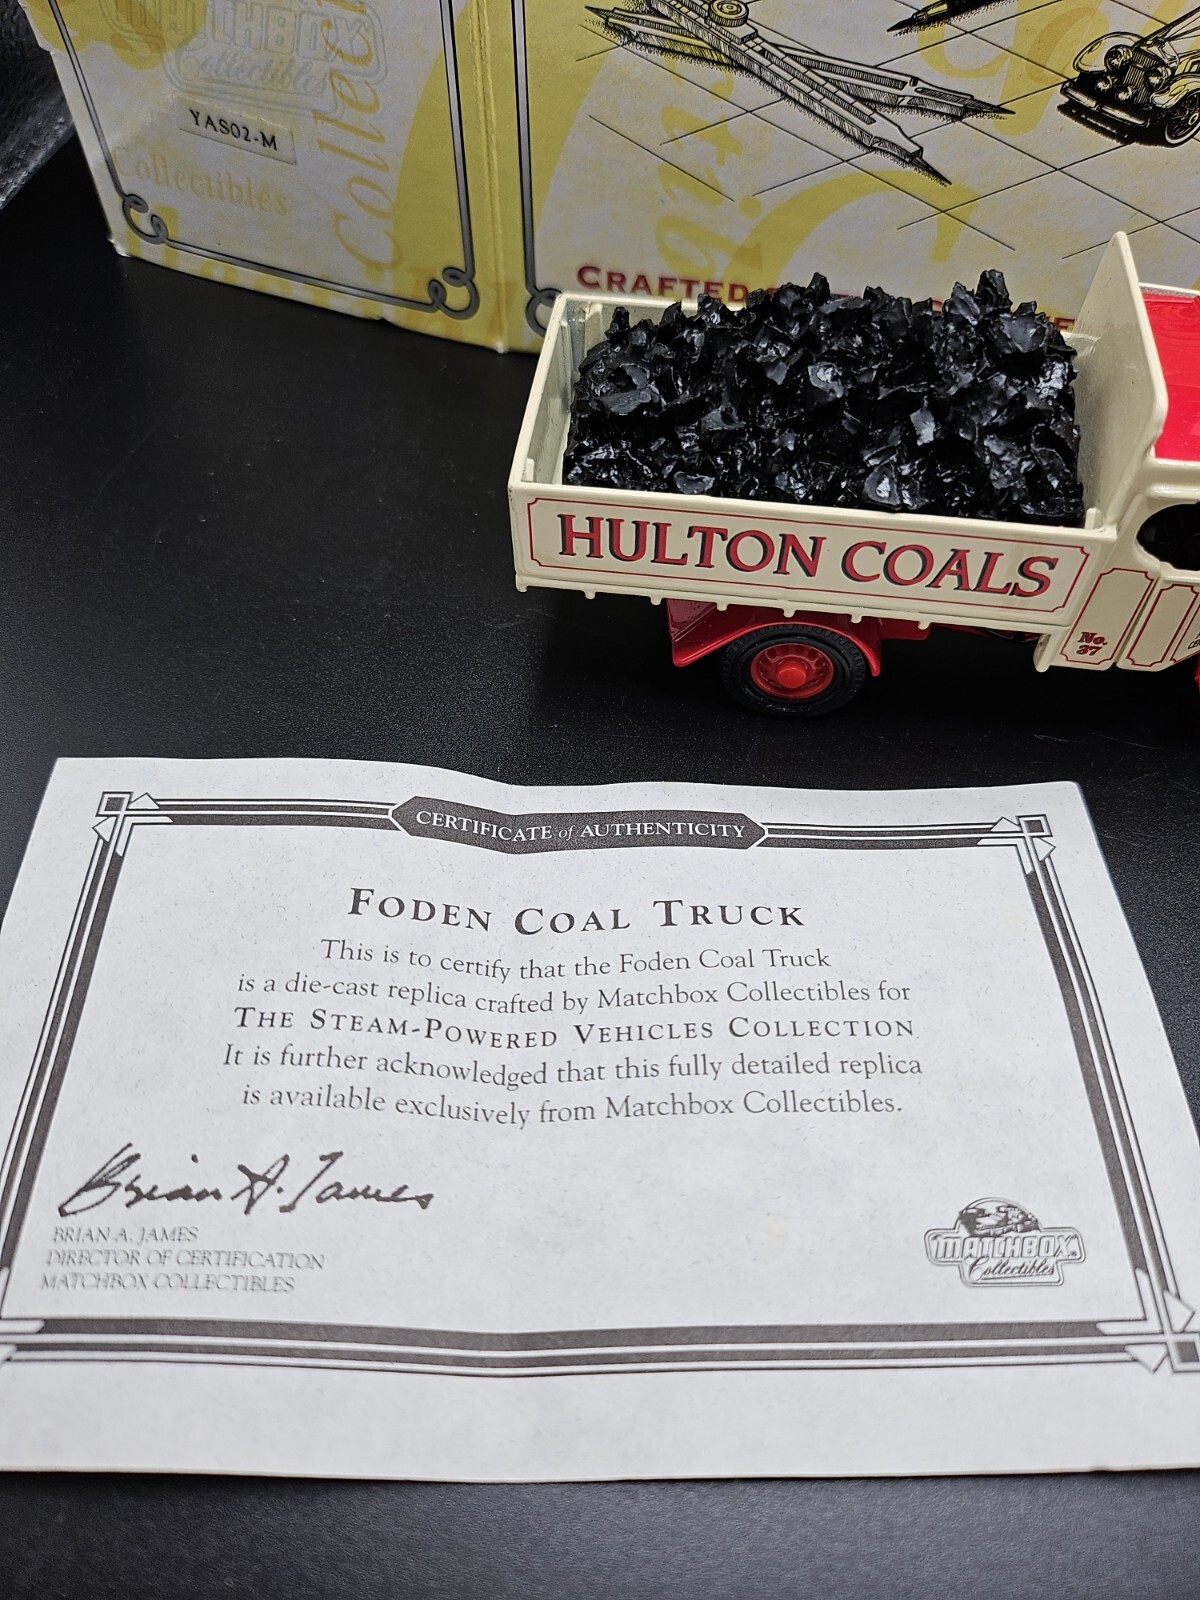 MATCHBOX
Collectibles
YAS02-M
Collectibles
CRAFTED
HULTON COALS
No.
37
CERTIFICATE of AUTHENTICITY
FODEN COAL TRUCK
This is to certify that the Foden Coal Truck
is a die-cast replica crafted by Matchbox Collectibles for
THE STEAM-POWERED VEHICLES COLLECTION
It is further acknowledged that this fully detailed replica
is available exclusively from Matchbox Collectibles.
Brian A. James
BRIAN A. JAMES
DIRECTOR OF CERTIFICATION
MATCHBOX COLLECTIBLES
MATCHBOX
Collectibles